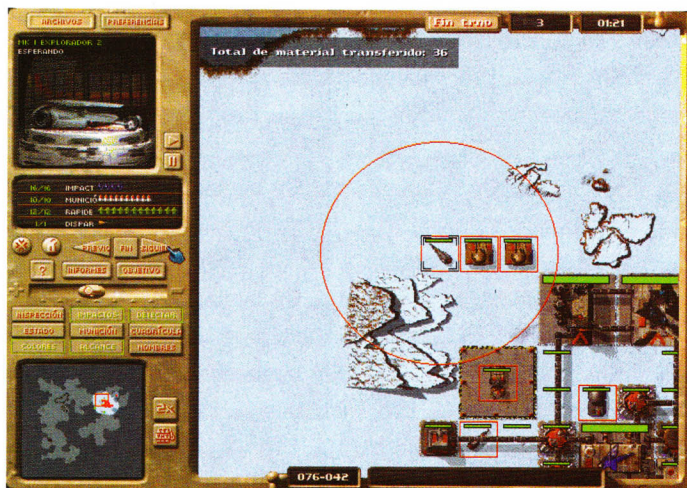 ARCHIVOS
PREFERENCIAS
Fin trno
3
01:21
MK I EXPLORADOR 2
ESPERANDO
Total de material transferido: 36
16/16 IMPACT
10/10 MUNICIÓ
12/12 RAPIDE
1/1 DISPAR
PREVIO
FIN
SIGUIE
?
INFORMES
OBJETIVO
INSPECCIÓN
IMPACTOS
DETECTAR
ESTADO
MUNICIÓN
CUADRÍCULA
COLORES
ALCANCE
NOMBRES
2x
076-042